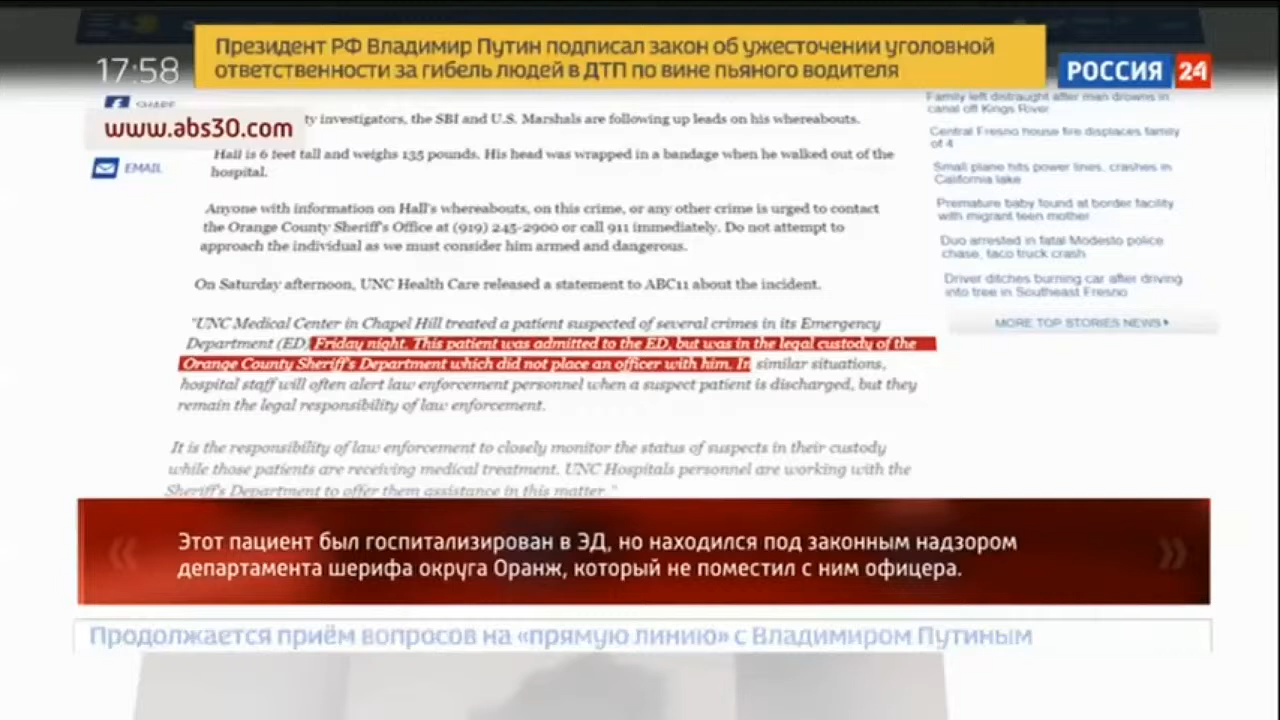 Президент РФ Владимир Путин подписал закон об ужесточении уголовной
ответственности за гибель людей в ДТП по вине пьяного водителя
17:58
РОССИЯ 24
SHARE
www.abs30.com
EMAIL
ty investigators, the SBI and U.S. Marshals are following up leads on his whereabouts.
Hall is 6 feet tall and weighs 135 pounds. His head was wrapped in a bandage when he walked out of the
hospital.
Anyone with information on Hall's whereabouts, on this crime, or any other crime is urged to contact
the Orange County Sheriff's Office at (919) 245-2900 or call 911 immediately. Do not attempt to
approach the individual as we must consider him armed and dangerous.
On Saturday afternoon, UNC Health Care released a statement to ABC11 about the incident.
"UNC Medical Center in Chapel Hill treated a patient suspected of several crimes in its Emergency
Department (ED) Friday night. This patient was admitted to the ED, but was in the legal custody of the
Orange County Sheriff's Department which did not place an officer with him. In similar situations,
hospital staff will often alert law enforcement personnel when a suspect patient is discharged, but they
remain the legal responsibility of law enforcement.
It is the responsibility of law enforcement to closely monitor the status of suspects in their custody
while those patients are receiving medical treatment. UNC Hospitals personnel are working with the
Sheriff's Department to offer them assistance in this matter."
Family left distraught after man drowns in
canal off Kings River
Central Fresno house fire displaces family
of 4
Small plane hits power lines, crashes in
California lake
Premature baby found at border facility
with migrant teen mother
Duo arrested in fatal Modesto police
chase, taco truck crash
Driver ditches burning car after driving
into tree in Southeast Fresno
MORE TOP STORIES NEWS
« Этот пациент был госпитализирован в ЭД, но находился под законным надзором
департамента шерифа округа Оранж, который не поместил с ним офицера. »
Продолжается приём вопросов на «прямую линию» с Владимиром Путиным